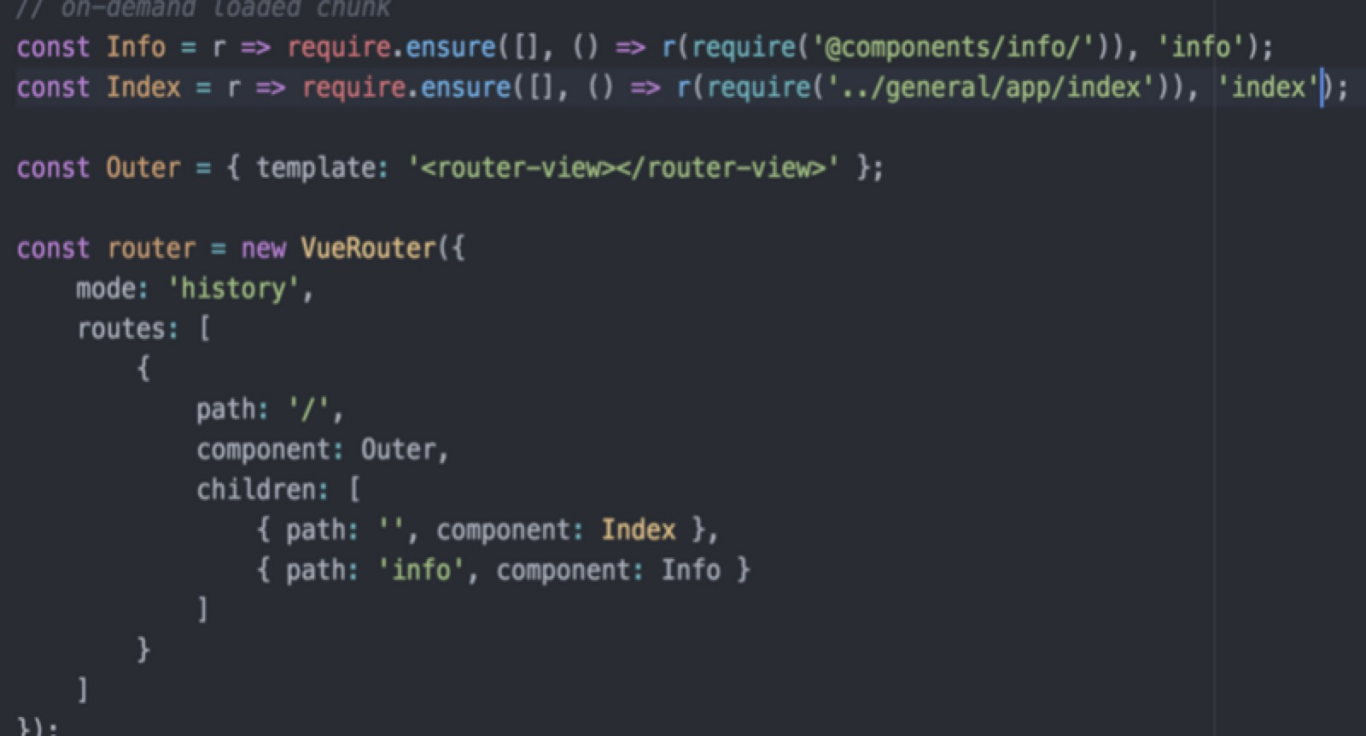 // on-demand loaded chunk
const Info = r => require.ensure([], () => r(require('@components/info/')), 'info');
const Index = r => require.ensure([], () => r(require('../general/app/index')), 'index');
const Outer = { template: '<router-view></router-view>' };
const router = new VueRouter({
    mode: 'history',
    routes: [
        {
            path: '/',
            component: Outer,
            children: [
                { path: '', component: Index },
                { path: 'info', component: Info }
            ]
        }
    ]
});